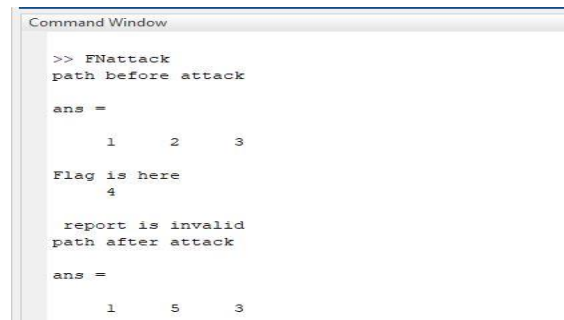 Command Window
>> FNattack
path before attack
ans =
1 2 3
Flag is here
4
report is invalid
path after attack
ans =
1 5 3